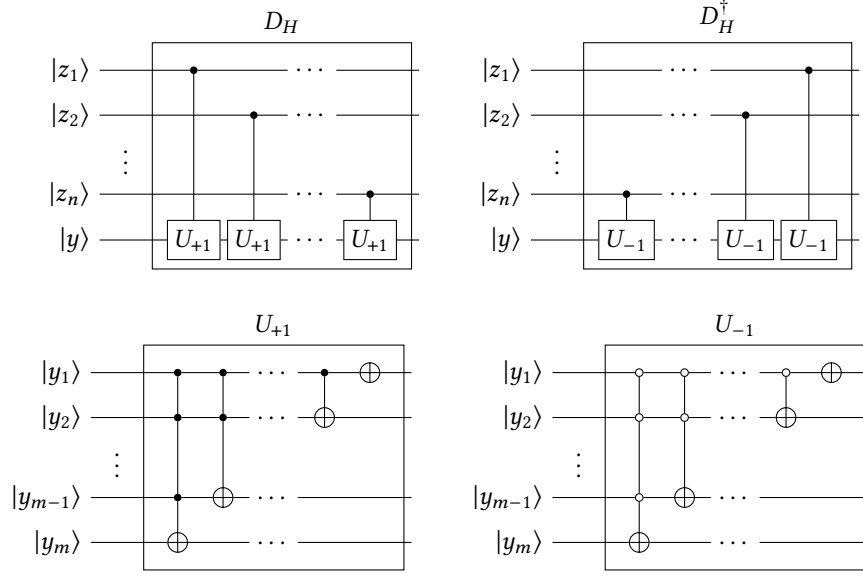 D_H D_H^†
|z_1⟩ ··· |z_1⟩ ···
|z_2⟩ ··· |z_2⟩ ···
⋮ ⋮
|z_n⟩ ··· |z_n⟩ ···
|y⟩ U_{+1} U_{+1} ··· U_{+1} |y⟩ U_{−1} ··· U_{−1} U_{−1}
U_{+1} U_{−1}
|y_1⟩ ··· |y_1⟩ ···
|y_2⟩ ··· |y_2⟩ ···
⋮ ⋮
|y_{m−1}⟩ ··· |y_{m−1}⟩ ···
|y_m⟩ ··· |y_m⟩ ···